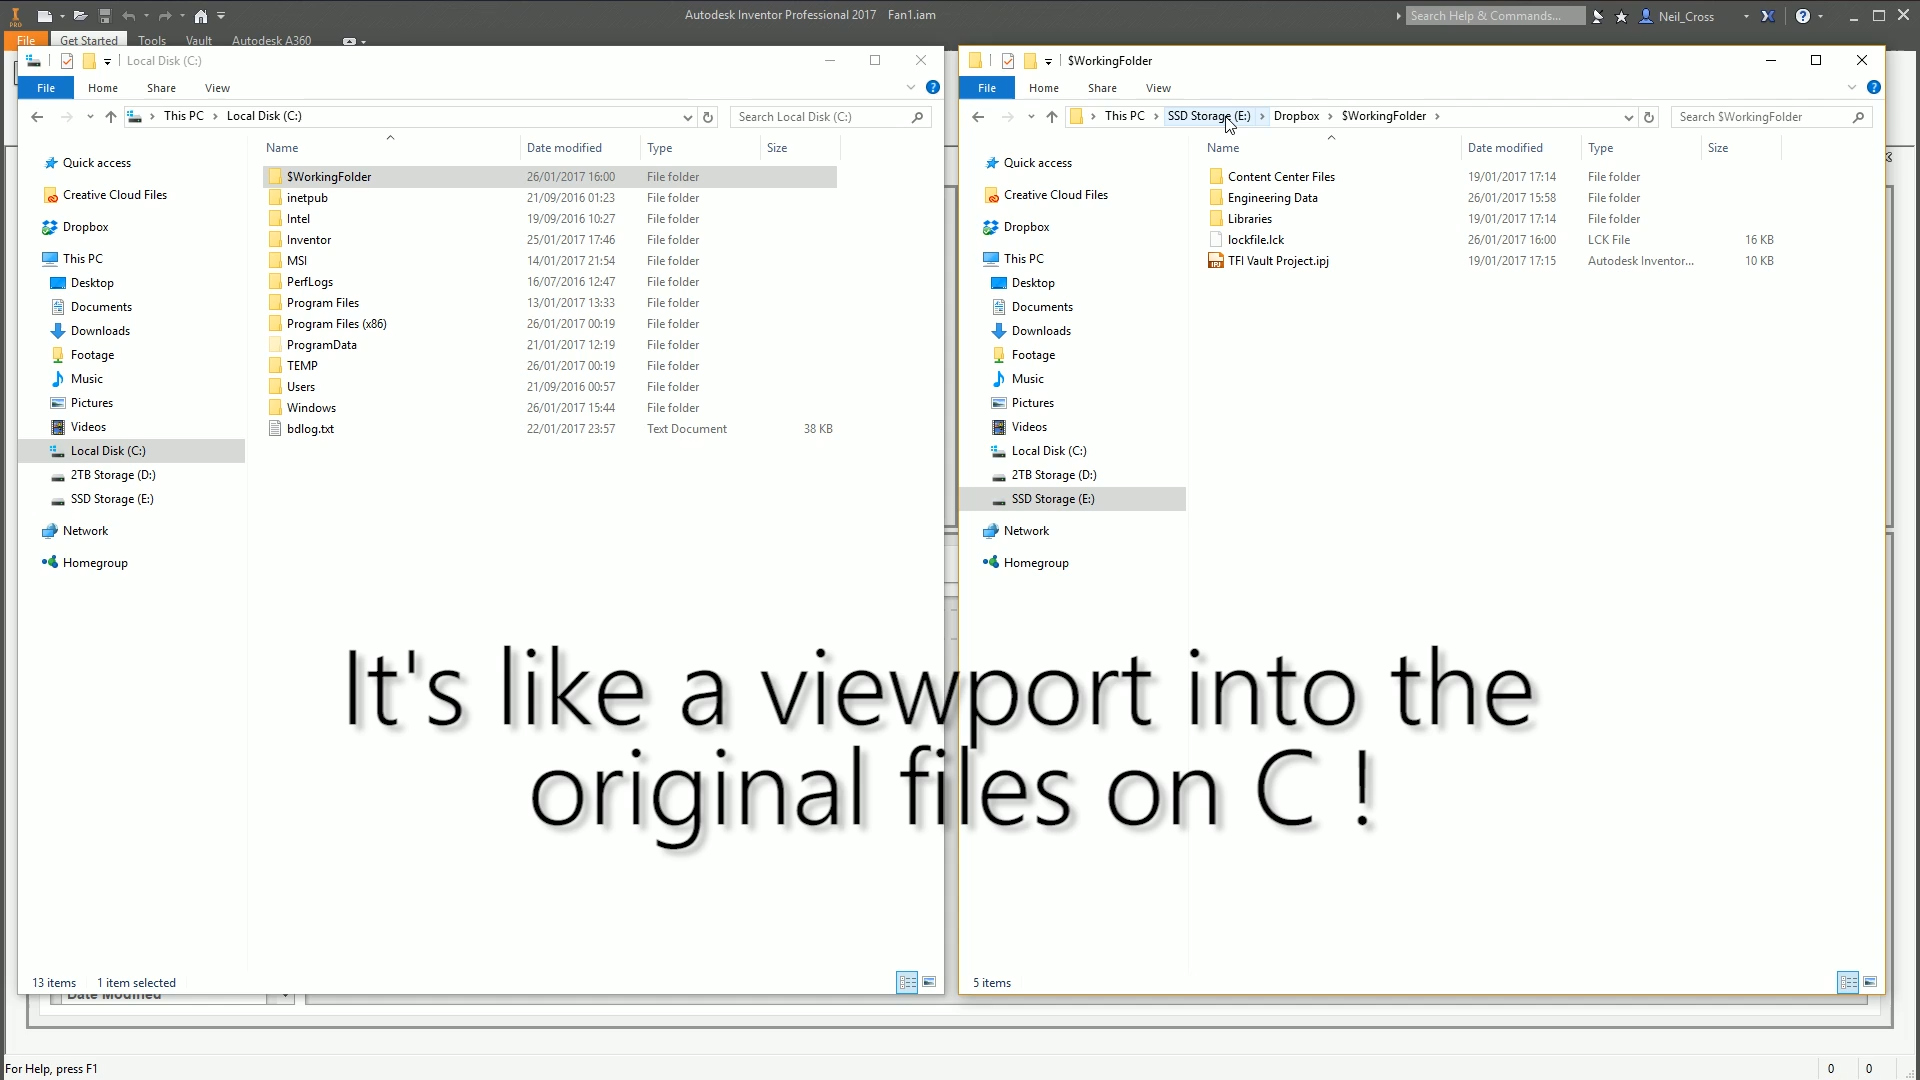 PRO
Autodesk Inventor Professional 2017 Fan1.iam
Search Help & Commands...
Neil_Cross
File Get Started Tools Vault Autodesk A360
Local Disk (C:)
File Home Share View
This PC > Local Disk (C:)
Search Local Disk (C:)
Name Date modified Type Size
Quick access
Creative Cloud Files
Dropbox
This PC
Desktop
Documents
Downloads
Footage
Music
Pictures
Videos
Local Disk (C:)
2TB Storage (D:)
SSD Storage (E:)
Network
Homegroup
$WorkingFolder 26/01/2017 16:00 File folder
inetpub 21/09/2016 01:23 File folder
Intel 19/09/2016 10:27 File folder
Inventor 25/01/2017 17:46 File folder
MSI 14/01/2017 21:54 File folder
PerfLogs 16/07/2016 12:47 File folder
Program Files 13/01/2017 13:33 File folder
Program Files (x86) 26/01/2017 00:19 File folder
ProgramData 21/01/2017 12:19 File folder
TEMP 26/01/2017 00:19 File folder
Users 21/09/2016 00:57 File folder
Windows 26/01/2017 15:44 File folder
bdlog.txt 22/01/2017 23:57 Text Document 38 KB
13 items 1 item selected
$WorkingFolder
File Home Share View
This PC > SSD Storage (E:) > Dropbox > $WorkingFolder >
Search $WorkingFolder
Name Date modified Type Size
Quick access
Creative Cloud Files
Dropbox
This PC
Desktop
Documents
Downloads
Footage
Music
Pictures
Videos
Local Disk (C:)
2TB Storage (D:)
SSD Storage (E:)
Network
Homegroup
Content Center Files 19/01/2017 17:14 File folder
Engineering Data 26/01/2017 15:58 File folder
Libraries 19/01/2017 17:14 File folder
lockfile.lck 26/01/2017 16:00 LCK File 16 KB
TFI Vault Project.ipj 19/01/2017 17:15 Autodesk Inventor... 10 KB
5 items
It's like a viewport into the
original files on C !
Date Modified
For Help, press F1
0 0